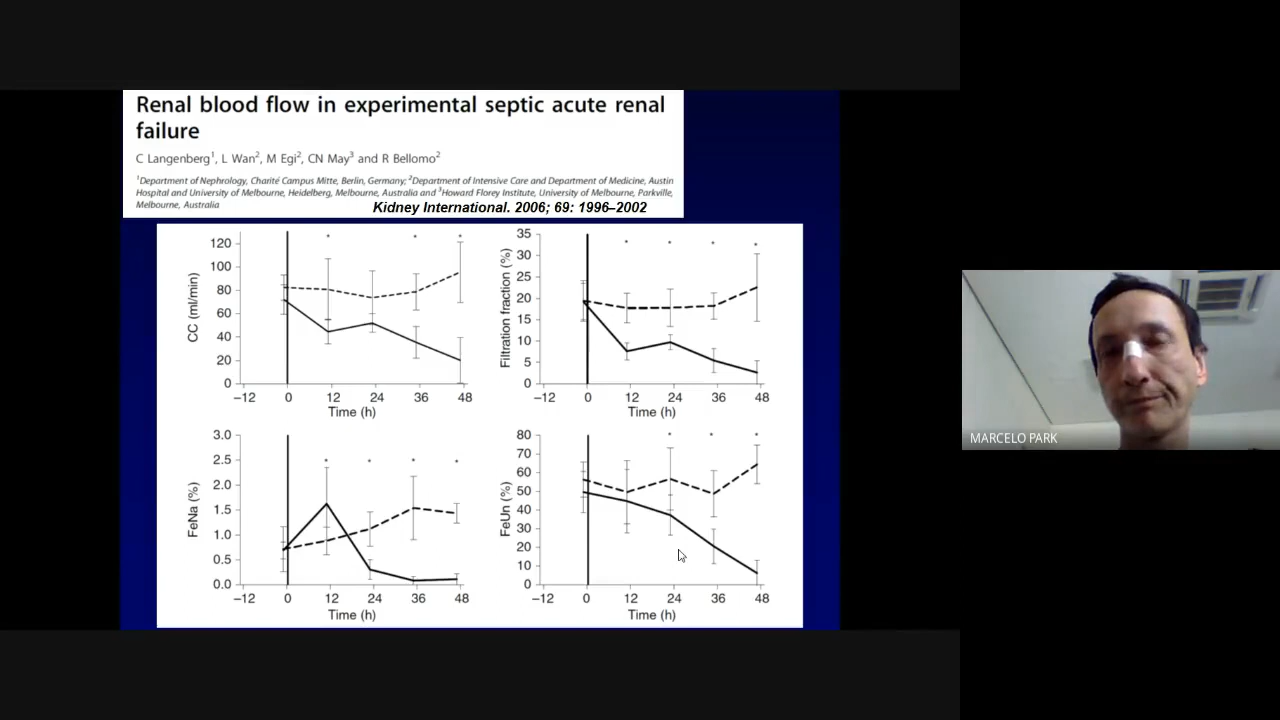 Renal blood flow in experimental septic acute renal
failure
C Langenberg1, L Wan2, M Egi2, CN May3 and R Bellomo2
1Department of Nephrology, Charité Campus Mitte, Berlin, Germany; 2Department of Intensive Care and Department of Medicine, Austin
Hospital and University of Melbourne, Heidelberg, Melbourne, Australia and 3Howard Florey Institute, University of Melbourne, Parkville,
Melbourne, Australia
Kidney International. 2006; 69: 1996–2002
CC (ml/min)
120
100
80
60
40
20
0
−12 0 12 24 36 48
Time (h)
* * *
Filtration fraction (%)
35
30
25
20
15
10
5
0
−12 0 12 24 36 48
Time (h)
* * * *
FeNa (%)
3.0
2.5
2.0
1.5
1.0
0.5
0.0
−12 0 12 24 36 48
Time (h)
* * * *
FeUn (%)
80
70
60
50
40
30
20
10
0
−12 0 12 24 36 48
Time (h)
* * *
MARCELO PARK